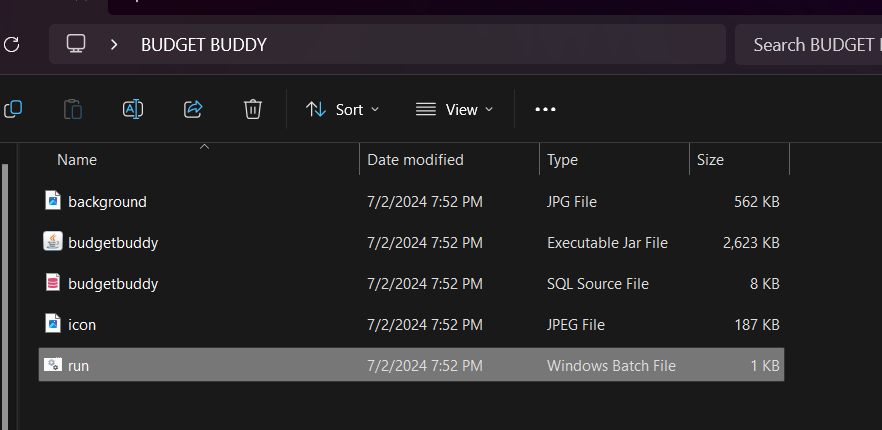 BUDGET BUDDY
Search BUDGET
Sort
View
Name Date modified Type Size
background 7/2/2024 7:52 PM JPG File 562 KB
budgetbuddy 7/2/2024 7:52 PM Executable Jar File 2,623 KB
budgetbuddy 7/2/2024 7:52 PM SQL Source File 8 KB
icon 7/2/2024 7:52 PM JPEG File 187 KB
run 7/2/2024 7:52 PM Windows Batch File 1 KB